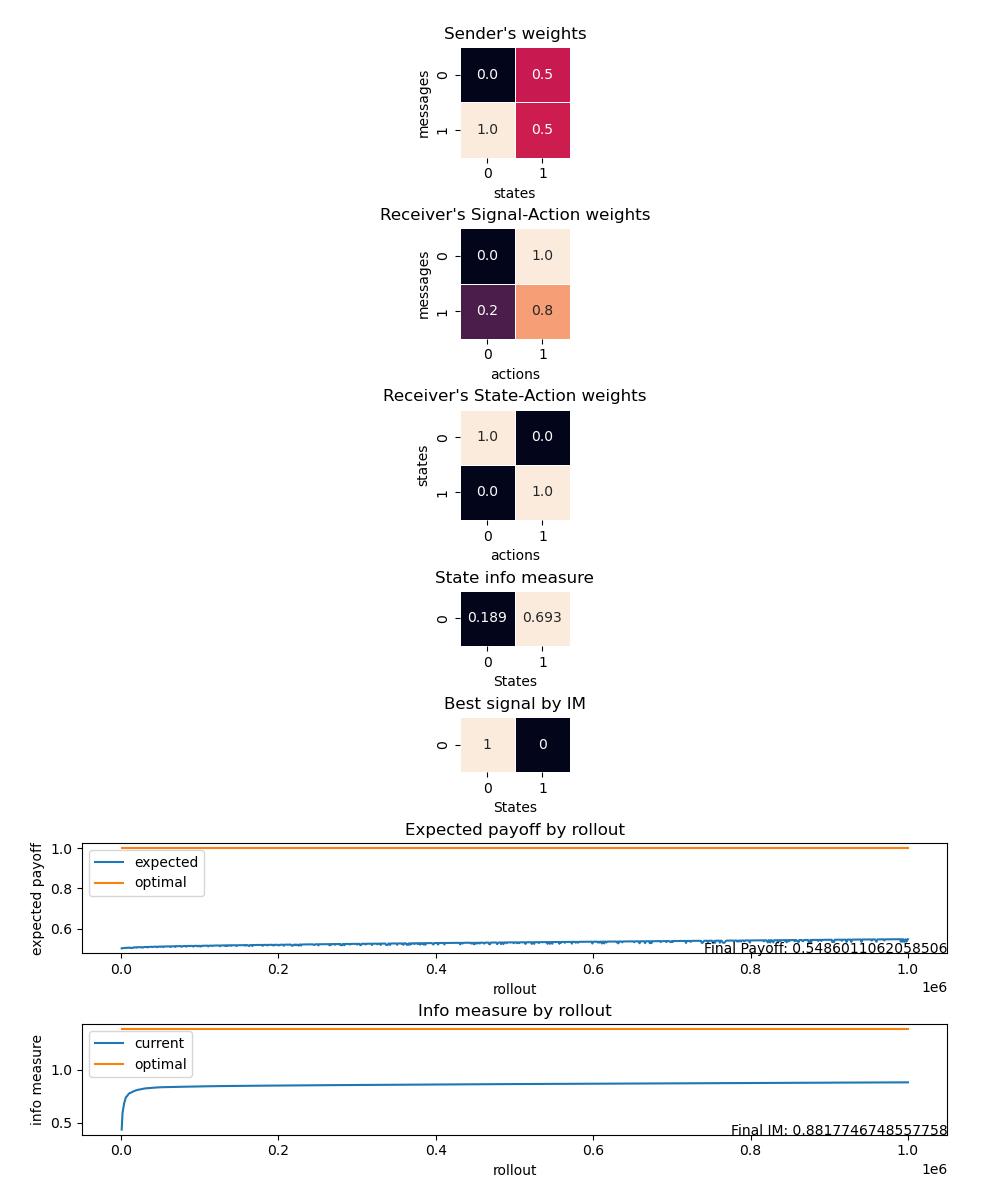 Sender's weights
messages
0
0.0 0.5
1
1.0 0.5
0 1
states
Receiver's Signal-Action weights
messages
0
0.0 1.0
1
0.2 0.8
0 1
actions
Receiver's State-Action weights
states
0
1.0 0.0
1
0.0 1.0
0 1
actions
State info measure
0
0.189 0.693
0 1
States
Best signal by IM
0
1 0
0 1
States
Expected payoff by rollout
expected payoff
1.0
0.8
0.6
expected
optimal
Final Payoff: 0.5486011062058506
0.0 0.2 0.4 0.6 0.8 1.0
1e6
rollout
Info measure by rollout
info measure
1.0
0.5
current
optimal
Final IM: 0.8817746748557758
0.0 0.2 0.4 0.6 0.8 1.0
1e6
rollout